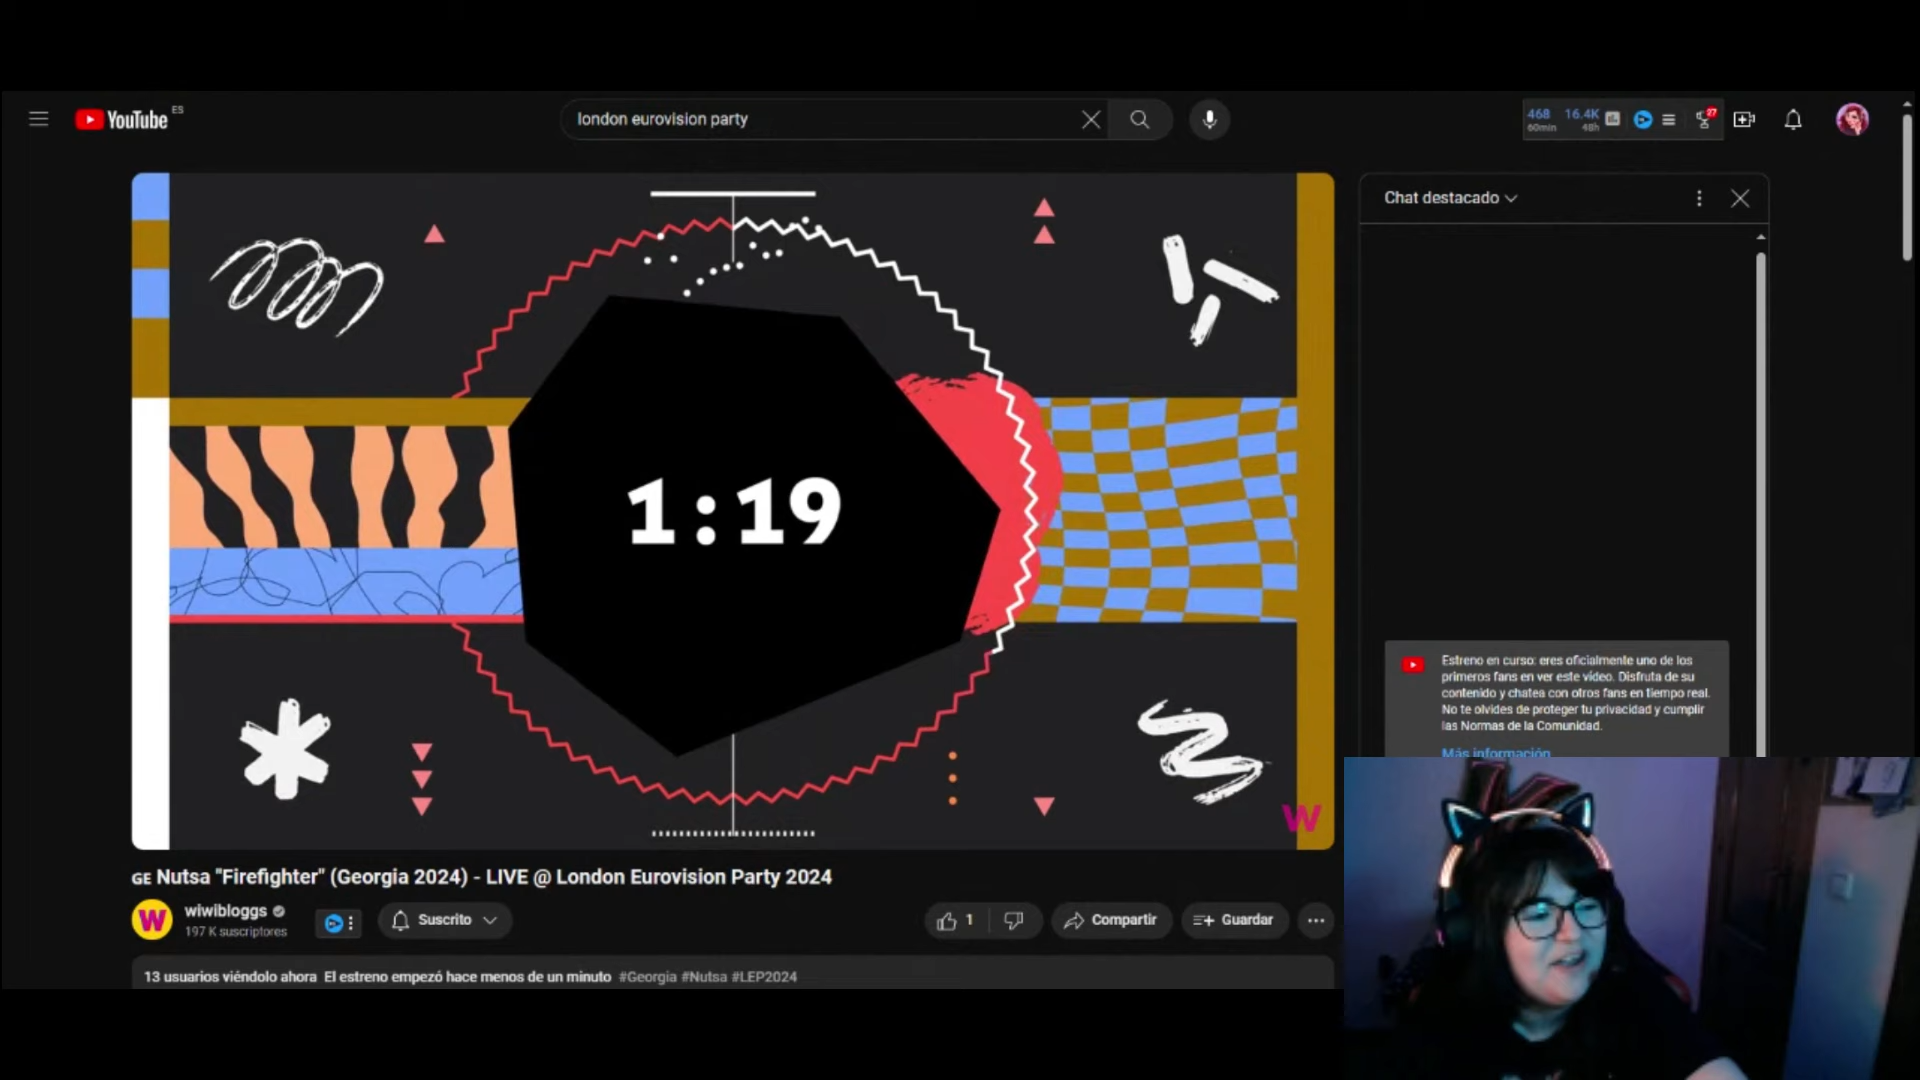 YouTube ES
london eurovision party
468 16.4K
60min 48h
27
Chat destacado
1:19
Estreno en curso: eres oficialmente uno de los
primeros fans en ver este vídeo. Disfruta de su
contenido y chatea con otros fans en tiempo real.
No te olvides de proteger tu privacidad y cumplir
las Normas de la Comunidad.
Más información
W
GE Nutsa "Firefighter" (Georgia 2024) - LIVE @ London Eurovision Party 2024
W
wiwibloggs
197 K suscriptores
Suscrito
1
Compartir
Guardar
13 usuarios viéndolo ahora El estreno empezó hace menos de un minuto #Georgia #Nutsa #LEP2024